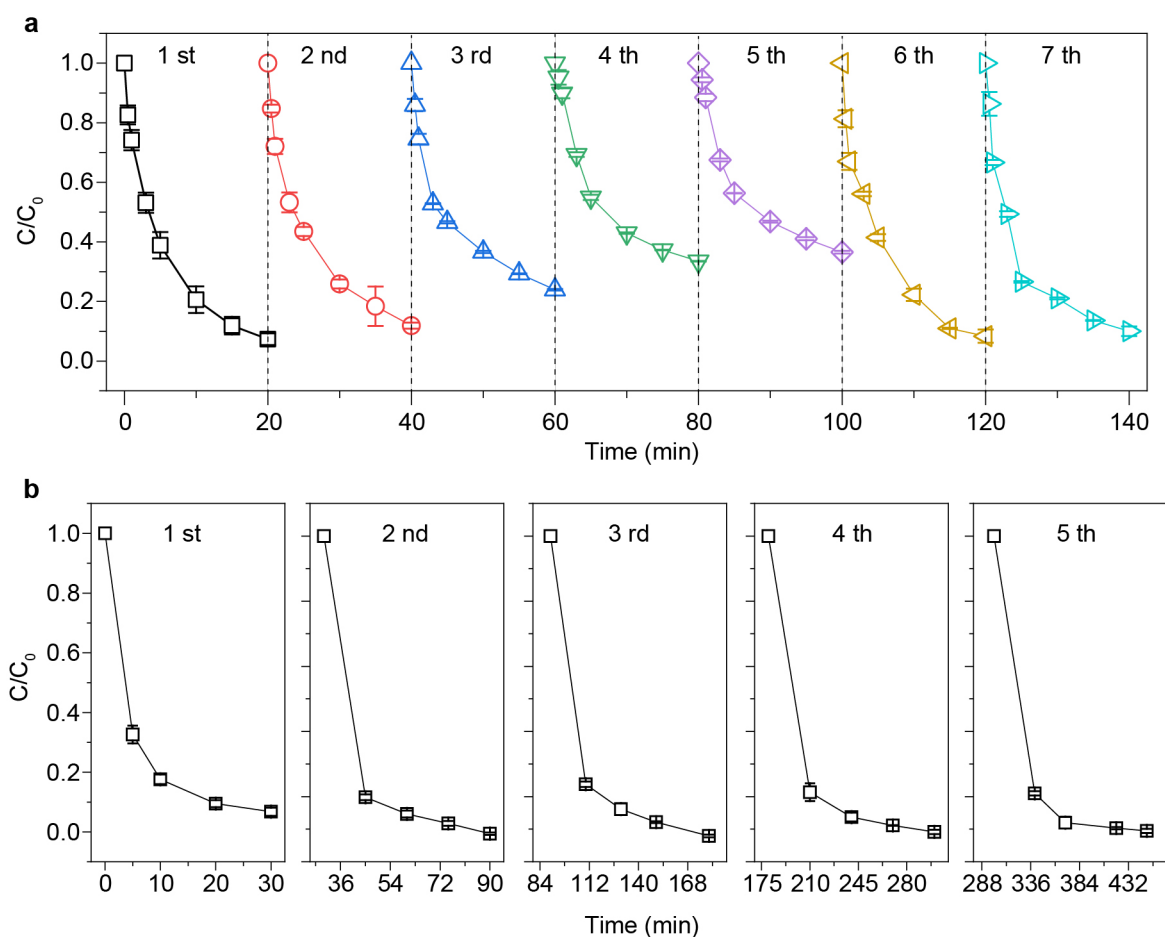 a
1 st 2 nd 3 rd 4 th 5 th 6 th 7 th
1.0
0.8
0.6
0.4
0.2
0.0
C/C₀
0 20 40 60 80 100 120 140
Time (min)
b
1 st 2 nd 3 rd 4 th 5 th
1.0
0.8
0.6
0.4
0.2
0.0
C/C₀
0 10 20 30 36 54 72 90 84 112 140 168 175 210 245 280 288 336 384 432
Time (min)